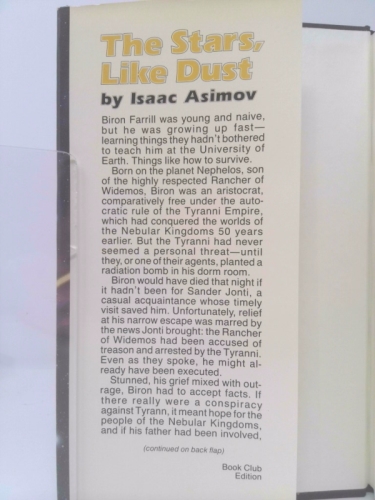 The Stars,
Like Dust
by Isaac Asimov
Biron Farrill was young and naive,
but he was growing up fast—
learning things they hadn't bothered
to teach him at the University of
Earth. Things like how to survive.
Born on the planet Nephelos, son
of the highly respected Rancher of
Widemos, Biron was an aristocrat,
comparatively free under the auto-
cratic rule of the Tyranni Empire,
which had conquered the worlds of
the Nebular Kingdoms 50 years
earlier. But the Tyranni had never
seemed a personal threat—until
they, or one of their agents, planted a
radiation bomb in his dorm room.
Biron would have died that night if
it hadn't been for Sander Jonti, a
casual acquaintance whose timely
visit saved him. Unfortunately, relief
at his narrow escape was marred by
the news Jonti brought: the Rancher
of Widemos had been accused of
treason and arrested by the Tyranni.
Even as they spoke, he might al-
ready have been executed.
Stunned, his grief mixed with out-
rage, Biron had to accept facts. If
there really were a conspiracy
against Tyrann, it meant hope for the
people of the Nebular Kingdoms,
and if his father had been involved,
(continued on back flap)
Book Club
Edition